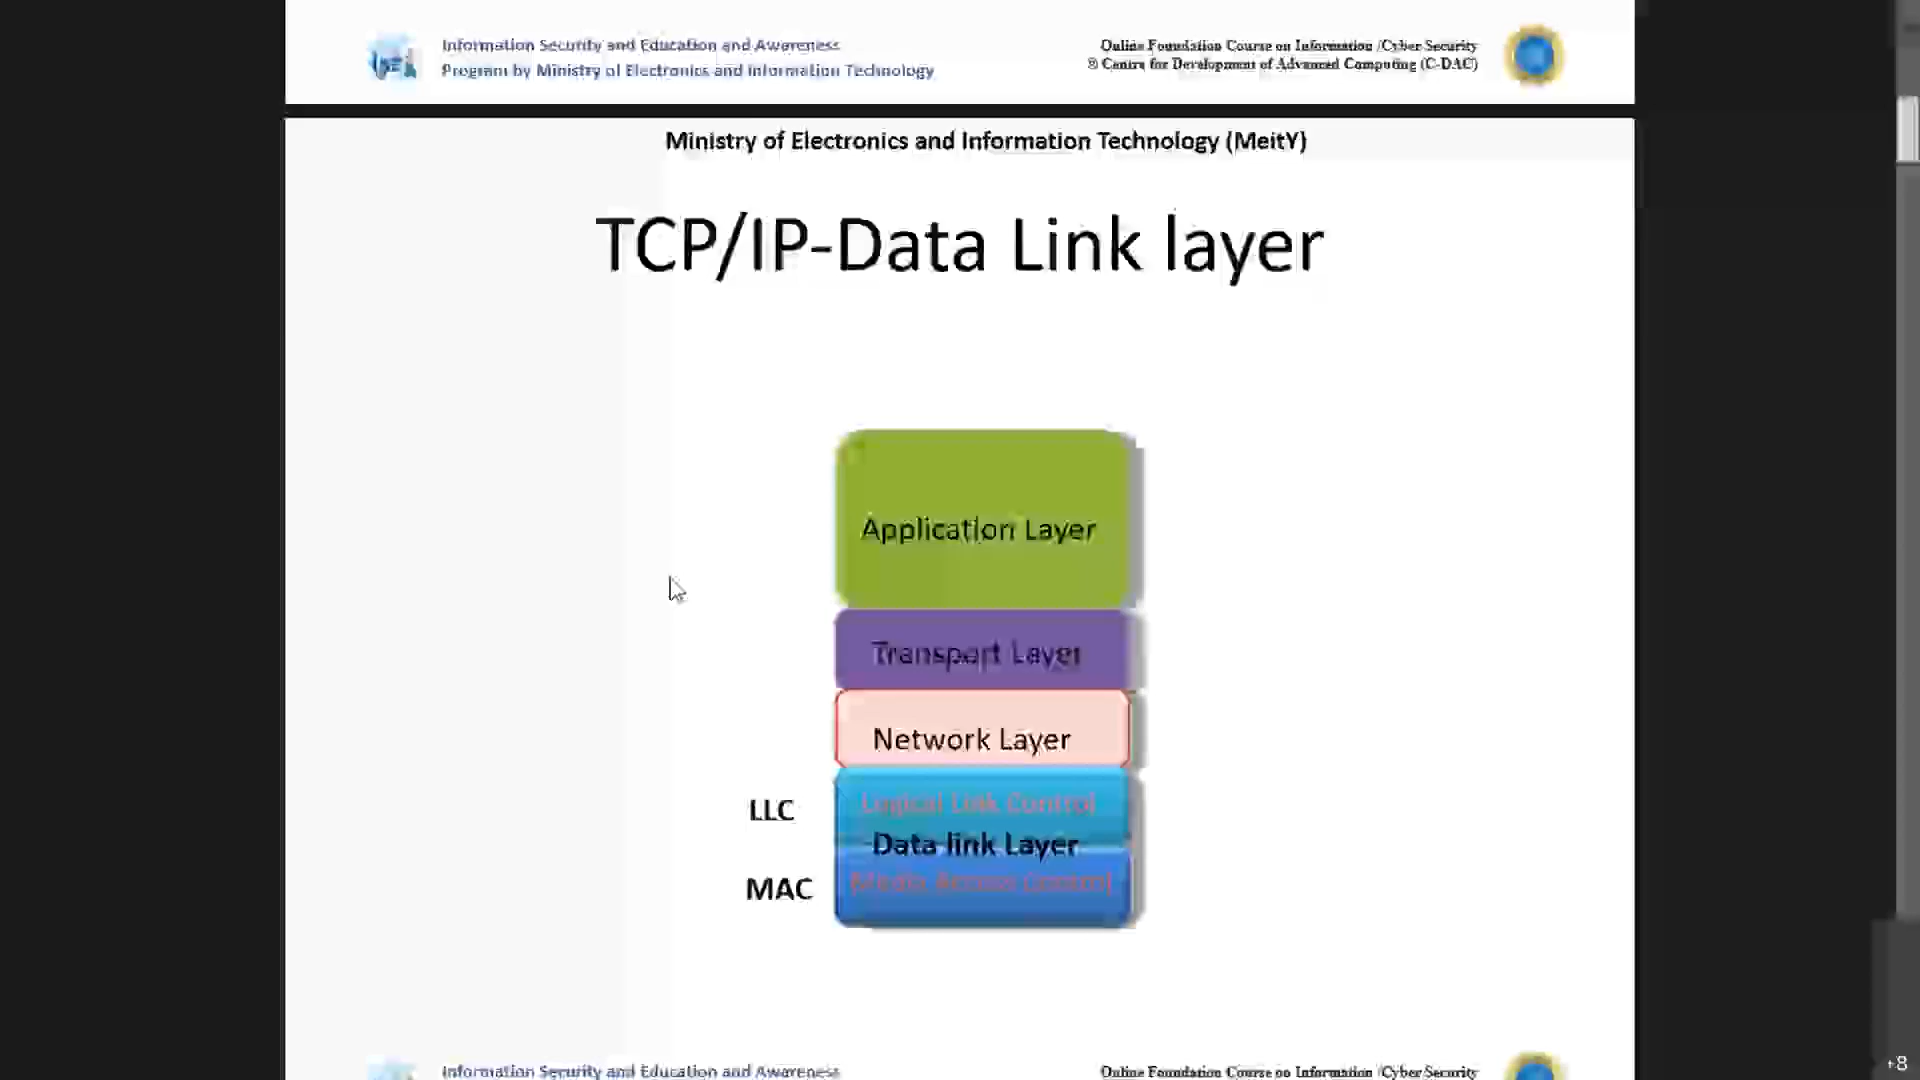 Information Security and Education and Awareness
Program by Ministry of Electronics and Information Technology
Online Foundation Course on Information /Cyber Security
© Centre for Development of Advanced Computing (C-DAC)
Ministry of Electronics and Information Technology (MeitY)
TCP/IP-Data Link layer
Application Layer
Transport Layer
Network Layer
LLC
Logical Link Control
Data link Layer
MAC
Media Access Control
Information Security and Education and Awareness
Online Foundation Course on Information /Cyber Security
+8